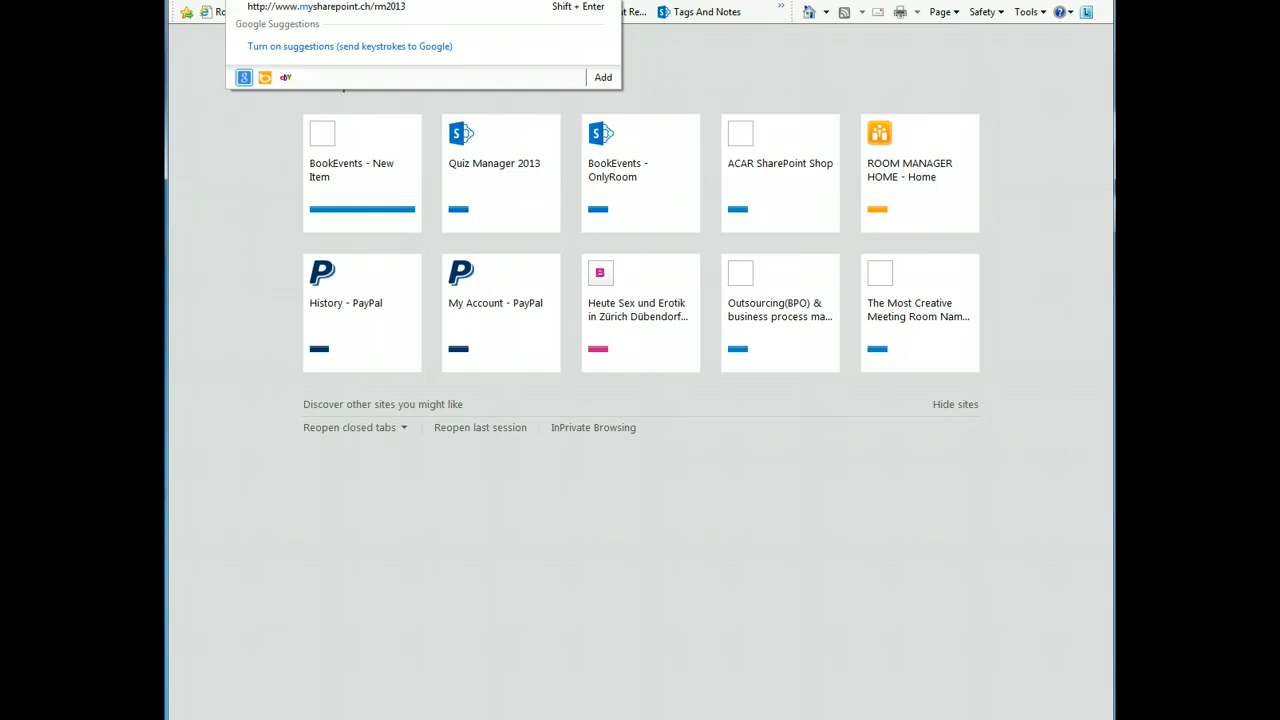 http://www.mysharepoint.ch/rm2013 Shift + Enter
Google Suggestions
Turn on suggestions (send keystrokes to Google)
Add
Tags And Notes
Page
Safety
Tools
BookEvents - New
Item
Quiz Manager 2013
BookEvents -
OnlyRoom
ACAR SharePoint Shop
ROOM MANAGER
HOME - Home
History - PayPal
My Account - PayPal
Heute Sex und Erotik
in Zürich Dübendorf...
Outsourcing(BPO) &
business process ma...
The Most Creative
Meeting Room Nam...
Discover other sites you might like
Hide sites
Reopen closed tabs
Reopen last session
InPrivate Browsing